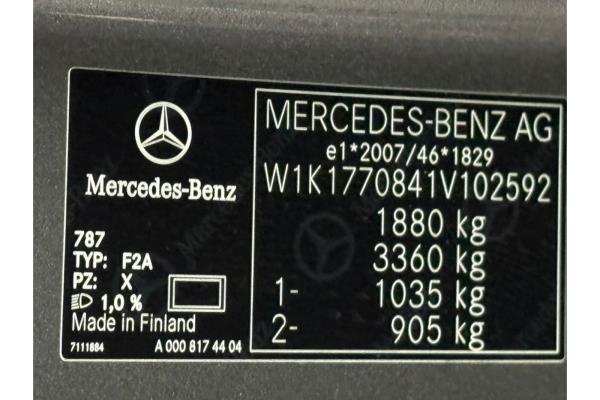 Mercedes-Benz
787
TYP: F2A
PZ: X
1,0 %
Made in Finland
7111884 A 000 817 44 04
MERCEDES-BENZ AG
e1*2007/46*1829
W1K1770841V102592
1880 kg
3360 kg
1- 1035 kg
2- 905 kg